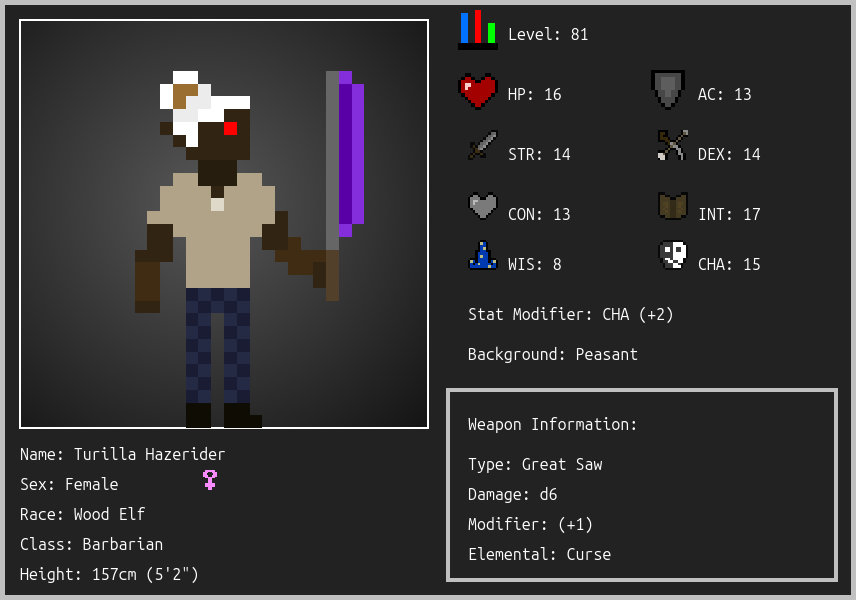 Level: 81
HP: 16
AC: 13
STR: 14
DEX: 14
CON: 13
INT: 17
WIS: 8
CHA: 15
Stat Modifier: CHA (+2)
Background: Peasant
Weapon Information:
Type: Great Saw
Damage: d6
Modifier: (+1)
Elemental: Curse
Name: Turilla Hazerider
Sex: Female
Race: Wood Elf
Class: Barbarian
Height: 157cm (5'2")